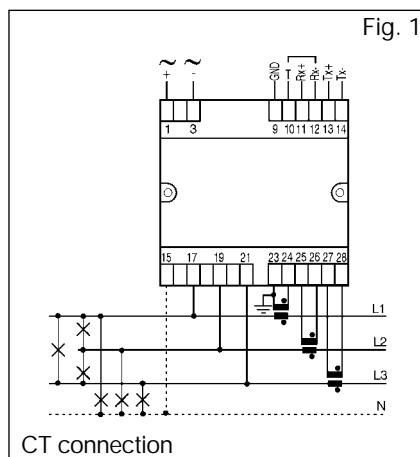 Fig. 1
~ ~
+ -
GND T Rx+ Rx- Tx+ Tx-
1 3 9 10 11 12 13 14
15 17 19 21 23 24 25 26 27 28
L1
L2
L3
N
CT connection